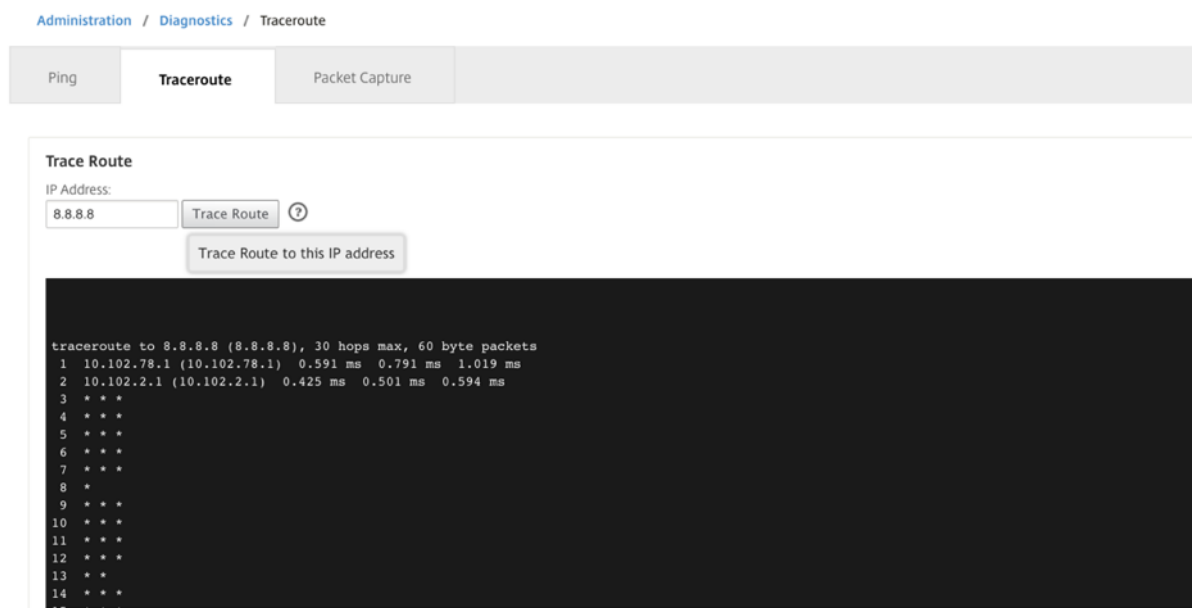 Administration / Diagnostics / Traceroute
Ping Traceroute Packet Capture
Trace Route
IP Address:
8.8.8.8 Trace Route ?
Trace Route to this IP address
traceroute to 8.8.8.8 (8.8.8.8), 30 hops max, 60 byte packets
1 10.102.78.1 (10.102.78.1) 0.591 ms 0.791 ms 1.019 ms
2 10.102.2.1 (10.102.2.1) 0.425 ms 0.501 ms 0.594 ms
3 * * *
4 * * *
5 * * *
6 * * *
7 * * *
8 *
9 * * *
10 * * *
11 * * *
12 * * *
13 * *
14 * * *